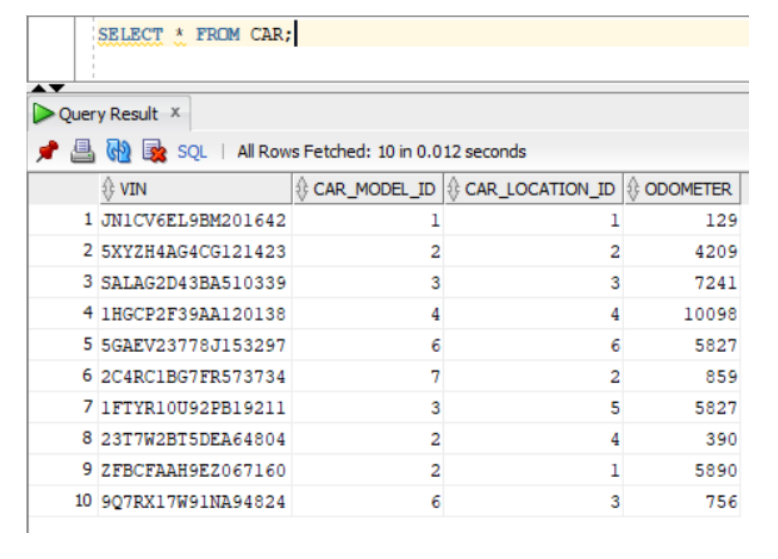 SELECT * FROM CAR;
Query Result x
SQL | All Rows Fetched: 10 in 0.012 seconds
VIN CAR_MODEL_ID CAR_LOCATION_ID ODOMETER
1 JN1CV6EL9BM201642 1 1 129
2 5XYZH4AG4CG121423 2 2 4209
3 SALAG2D43BA510339 3 3 7241
4 1HGCP2F39AA120138 4 4 10098
5 5GAEV23778J153297 6 6 5827
6 2C4RC1BG7FR573734 7 2 859
7 1FTYR10U92PB19211 3 5 5827
8 23T7W2BT5DEA64804 2 4 390
9 ZFBCFAAH9EZ067160 2 1 5890
10 9Q7RX17W91NA94824 6 3 756